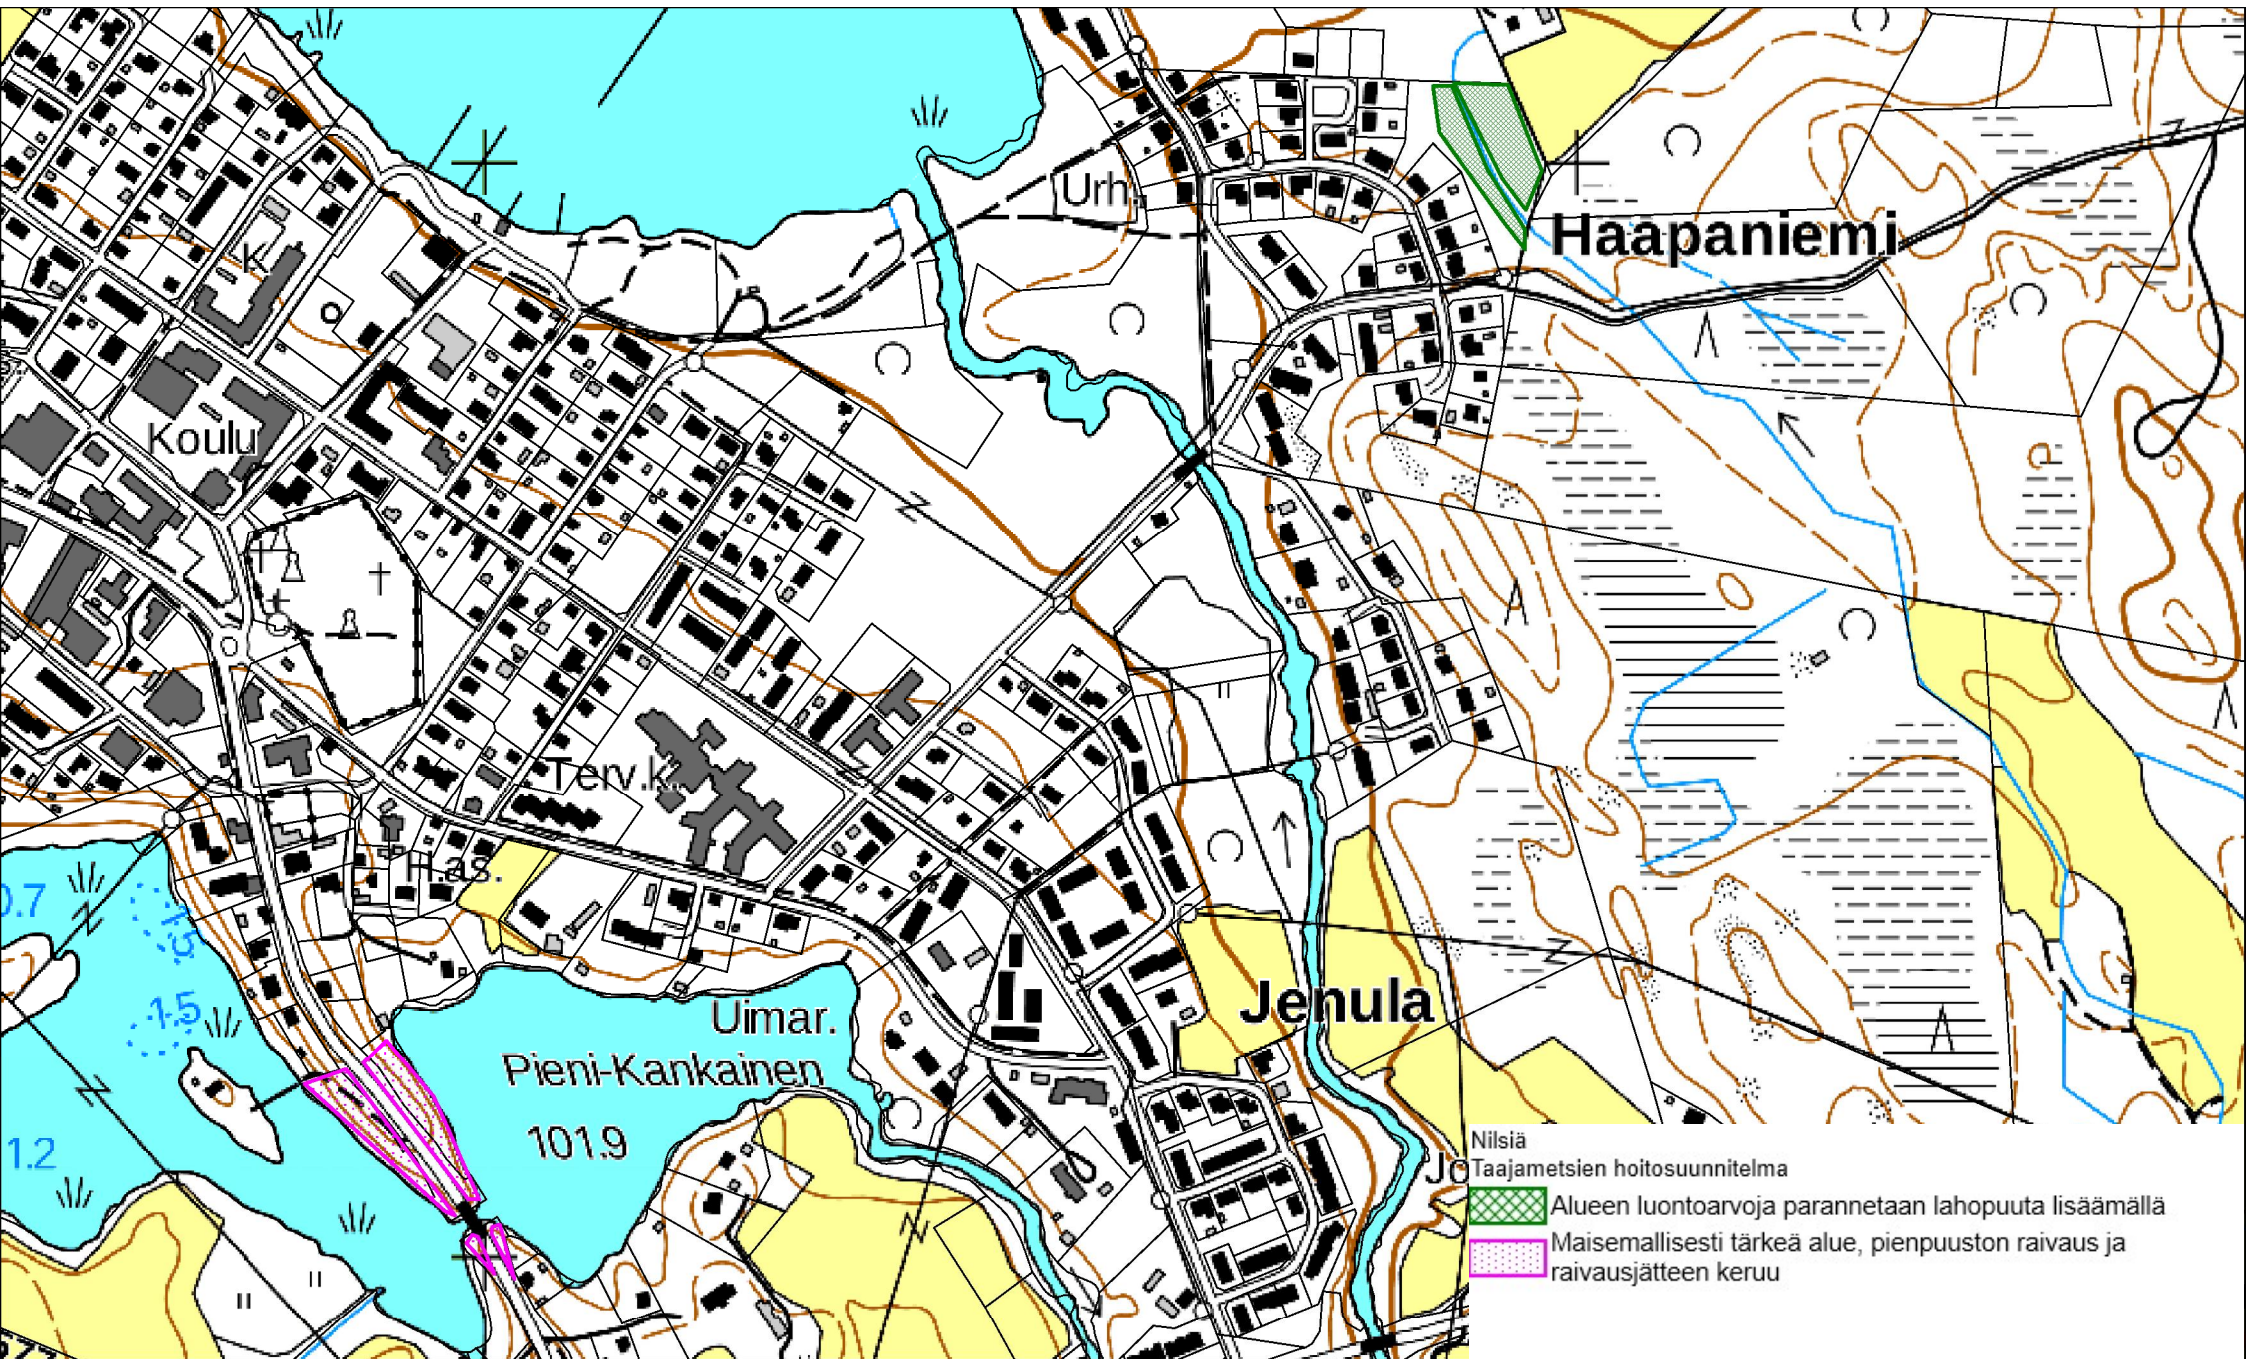 Urh.
K
Haapaniemi
Koulu
Terv.k.
H.as.
0.7
1.5
1.5
Jenula
Uimar.
Pieni-Kankainen
101.9
1.2
Nilsiä
Taajametsien hoitosuunnitelma
Alueen luontoarvoja parannetaan lahopuuta lisäämällä
Maisemallisesti tärkeä alue, pienpuuston raivaus ja
raivausjätteen keruu